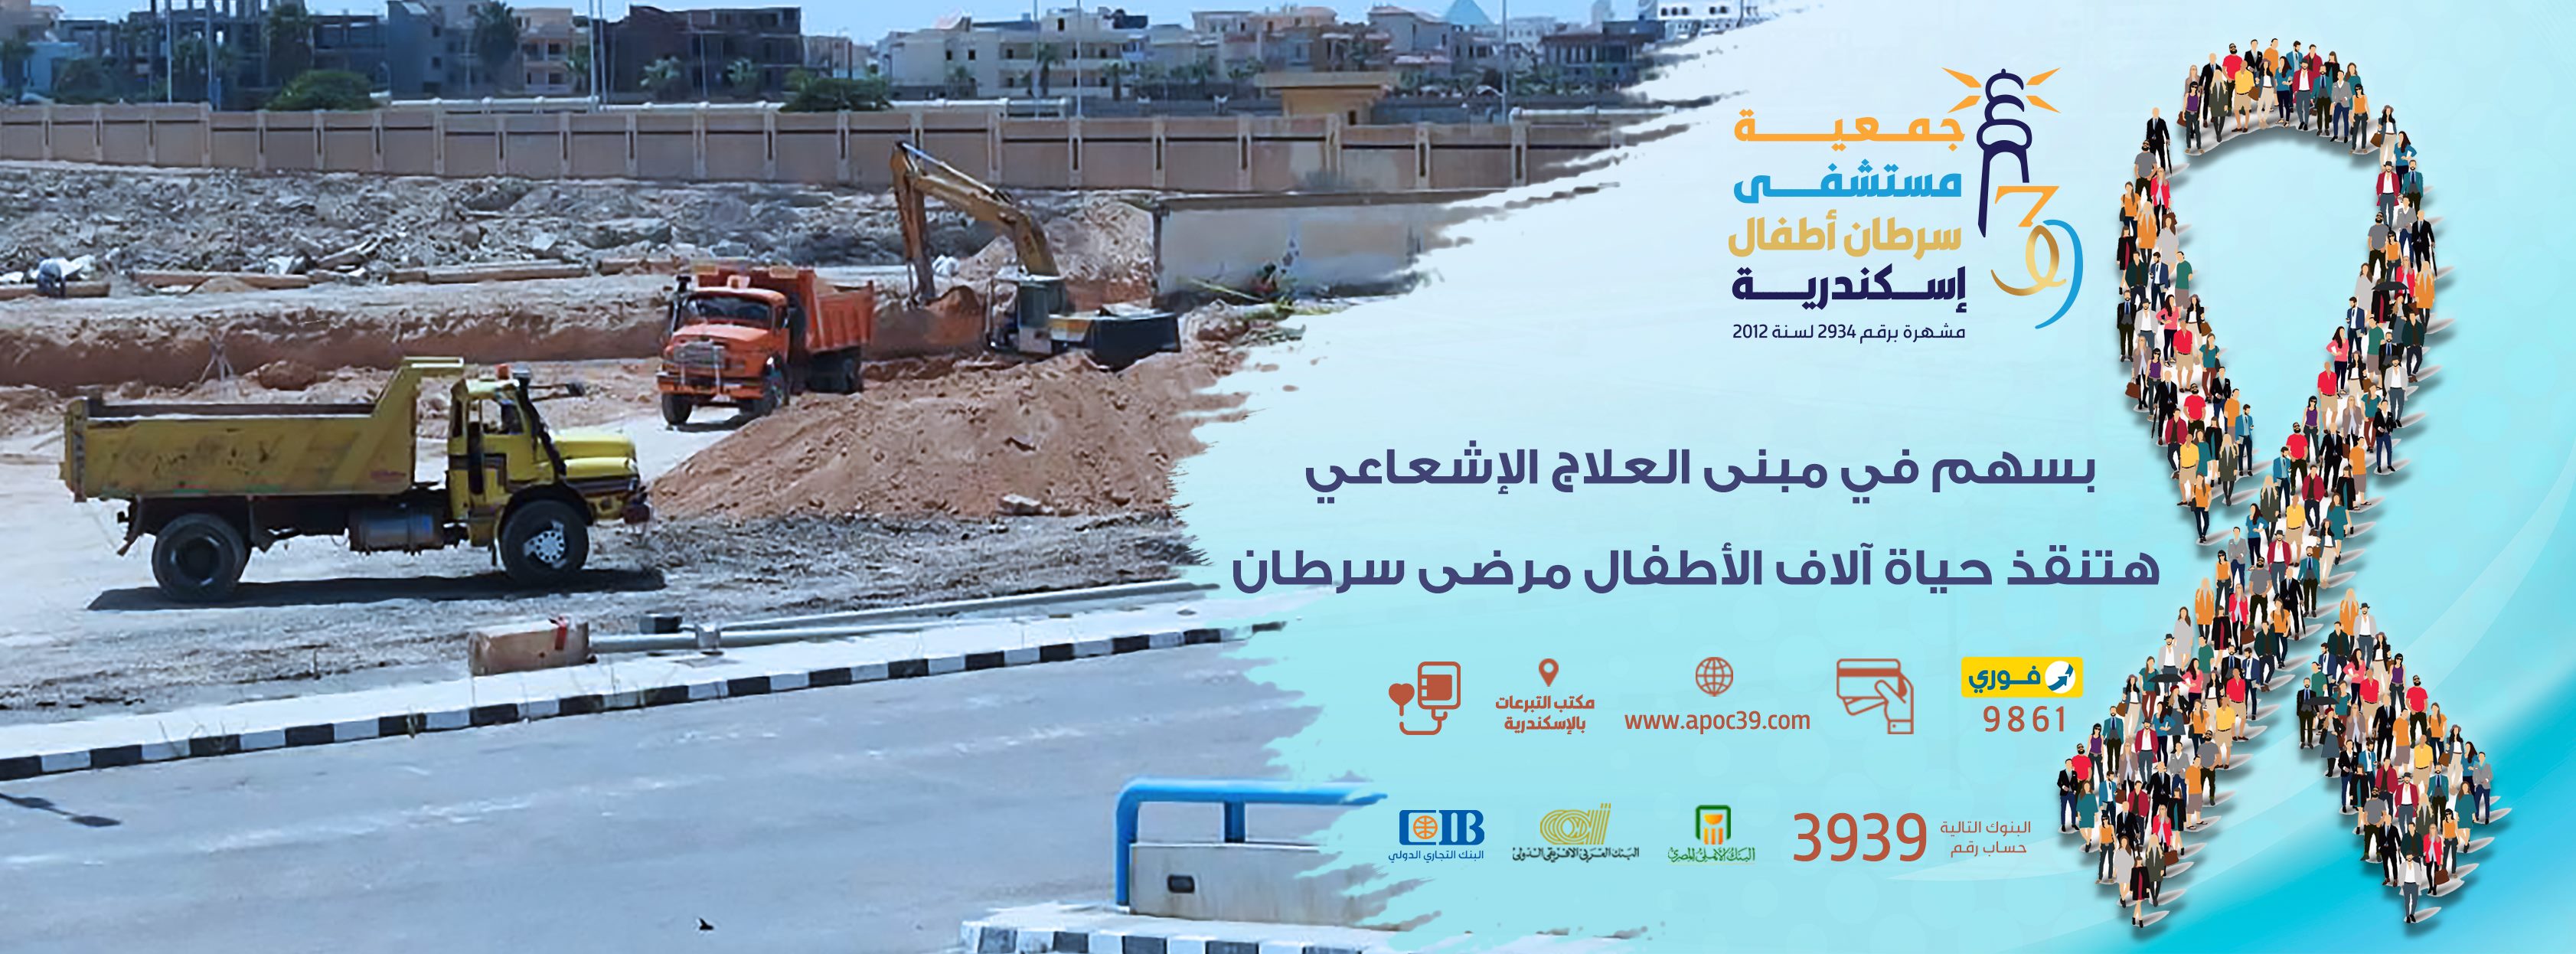 جمعية
مستشفى
سرطان أطفال
إسكندرية
39
مشهرة برقم 2934 لسنة 2012
بسهم في مبنى العلاج الإشعاعي
هتنقذ حياة آلاف الأطفال مرضى سرطان
فوري
9861
www.apoc39.com
مكتب التبرعات
بالإسكندرية
البنوك التالية
حساب رقم
3939
البنك الأهلي المصري
البنك العربي الافريقي الدولي
CIB
البنك التجاري الدولي